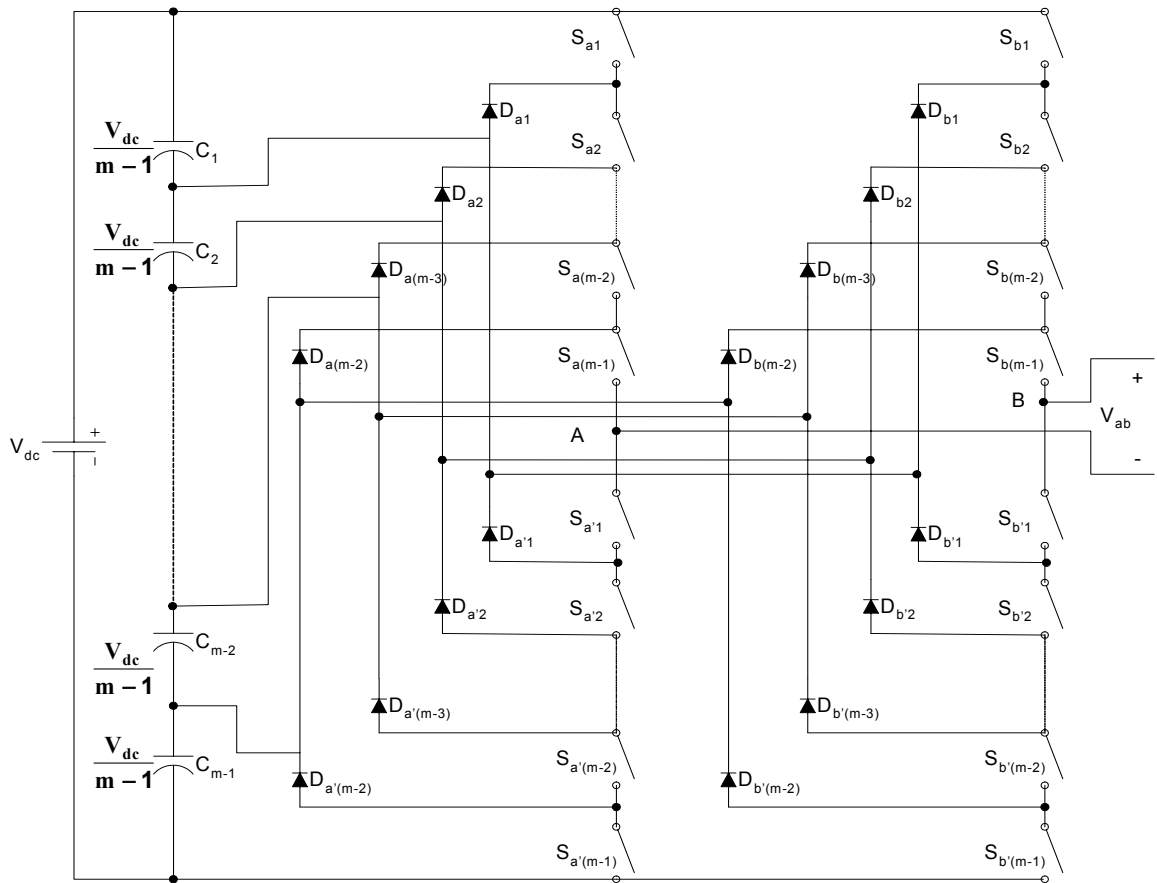 S_a1
S_b1
D_a1
D_b1
V_dc
m – 1
C_1
S_a2
S_b2
D_a2
D_b2
V_dc
m – 1
C_2
D_a(m-3)
S_a(m-2)
D_b(m-3)
S_b(m-2)
D_a(m-2)
S_a(m-1)
D_b(m-2)
S_b(m-1)
+
B
V_ab
A
+
V_dc
-
-
S_a'1
S_b'1
D_a'1
D_b'1
D_a'2
S_a'2
D_b'2
S_b'2
V_dc
m – 1
C_m-2
D_a'(m-3)
D_b'(m-3)
V_dc
m – 1
C_m-1
S_a'(m-2)
S_b'(m-2)
D_a'(m-2)
D_b'(m-2)
S_a'(m-1)
S_b'(m-1)